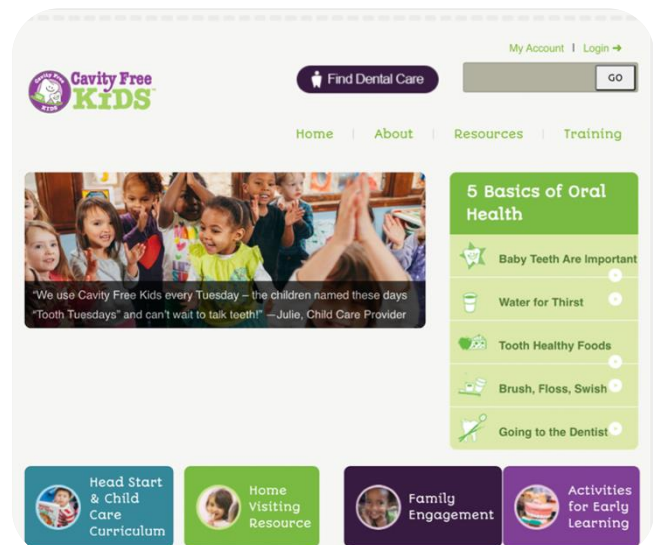 My Account | Login →
Cavity Free
KIDS™
Find Dental Care
GO
Home | About | Resources | Training
5 Basics of Oral
Health
Baby Teeth Are Important
Water for Thirst
Tooth Healthy Foods
Brush, Floss, Swish
Going to the Dentist
“We use Cavity Free Kids every Tuesday – the children named these days
“Tooth Tuesdays” and can’t wait to talk teeth!” —Julie, Child Care Provider
Head Start
& Child
Care
Curriculum
Home
Visiting
Resource
Family
Engagement
Activities
for Early
Learning